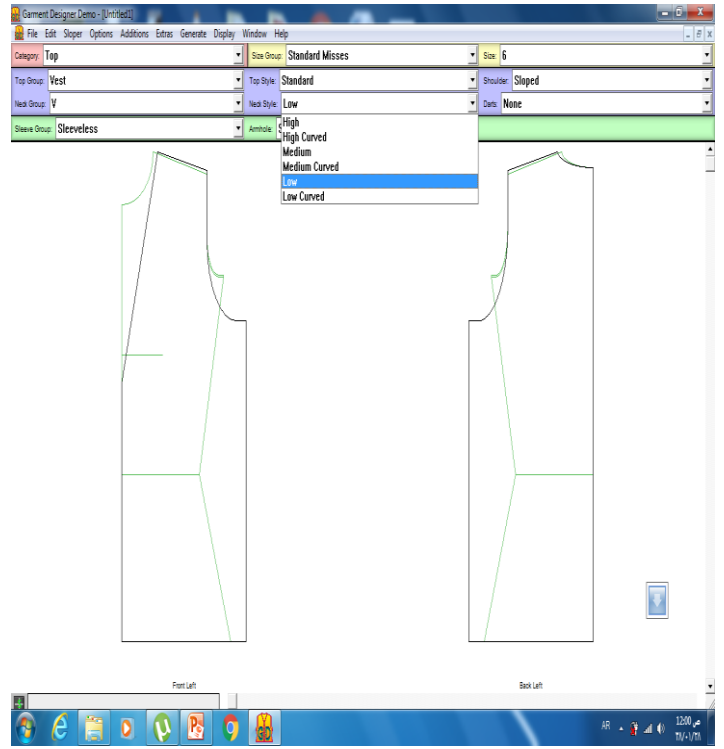 Garment Designer Demo - [Untitled1]
File Edit Sloper Options Additions Extras Generate Display Window Help
Category: Top Size Group: Standard Misses Size: 6
Top Group: Vest Top Style: Standard Shoulder: Sloped
Neck Group: V Neck Style: Low Darts: None
Sleeve Group: Sleeveless Armhole: S
High
High Curved
Medium
Medium Curved
Low
Low Curved
Front Left Back Left
AR 12:00 ص